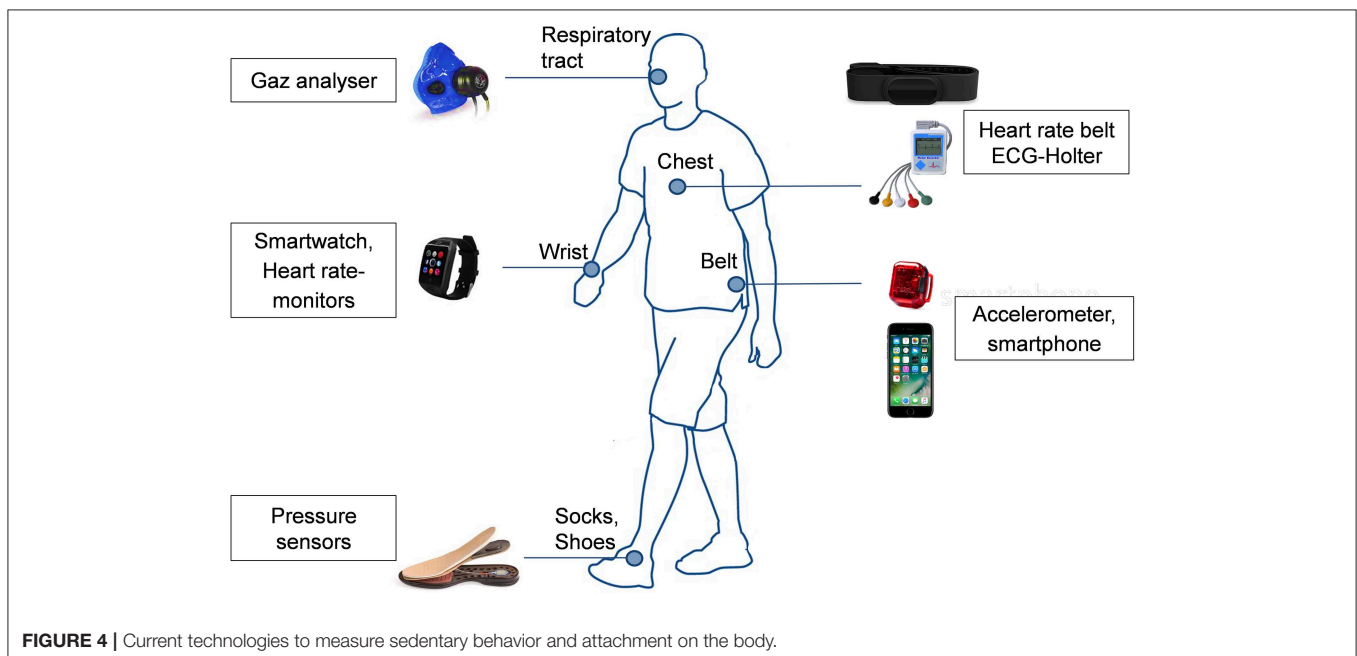 Respiratory
tract
Gaz analyser
Heart rate belt
ECG-Holter
Chest
Smartwatch,
Heart rate-
monitors
Wrist
Belt
smartphone
Accelerometer,
smartphone
Pressure
sensors
Socks,
Shoes
FIGURE 4 | Current technologies to measure sedentary behavior and attachment on the body.